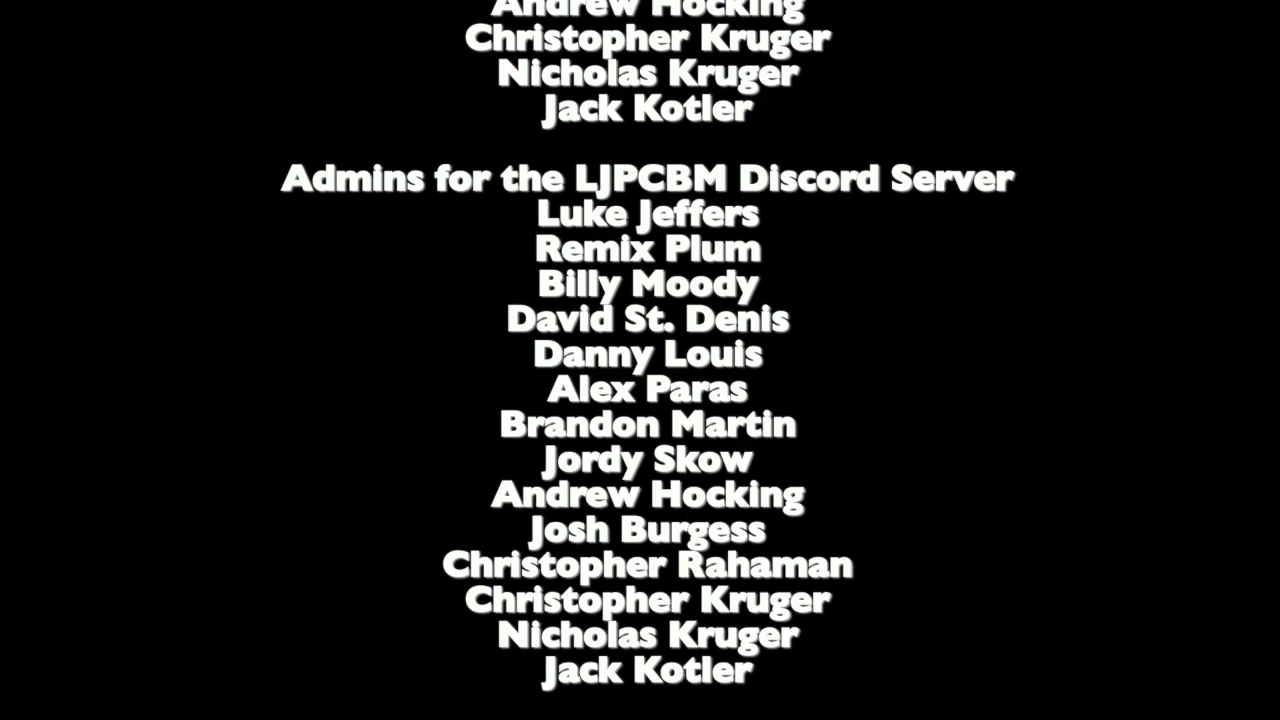 Andrew Hocking
Christopher Kruger
Nicholas Kruger
Jack Kotler
Admins for the LJPCBM Discord Server
Luke Jeffers
Remix Plum
Billy Moody
David St. Denis
Danny Louis
Alex Paras
Brandon Martin
Jordy Skow
Andrew Hocking
Josh Burgess
Christopher Rahaman
Christopher Kruger
Nicholas Kruger
Jack Kotler